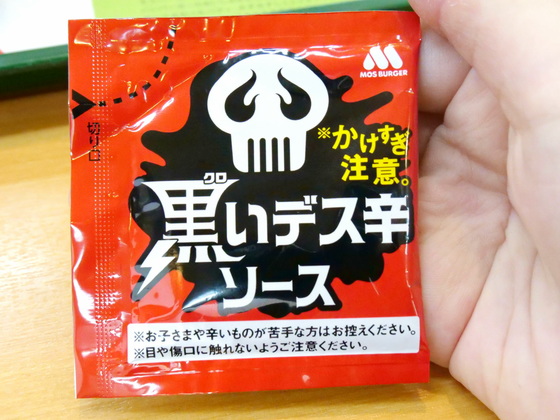 MOS BURGER
切り口
※かけすぎ
注意。
グロ
黒いデス辛
ソース
※お子さまや辛いものが苦手な方はお控えください。
※目や傷口に触れないようご注意ください。